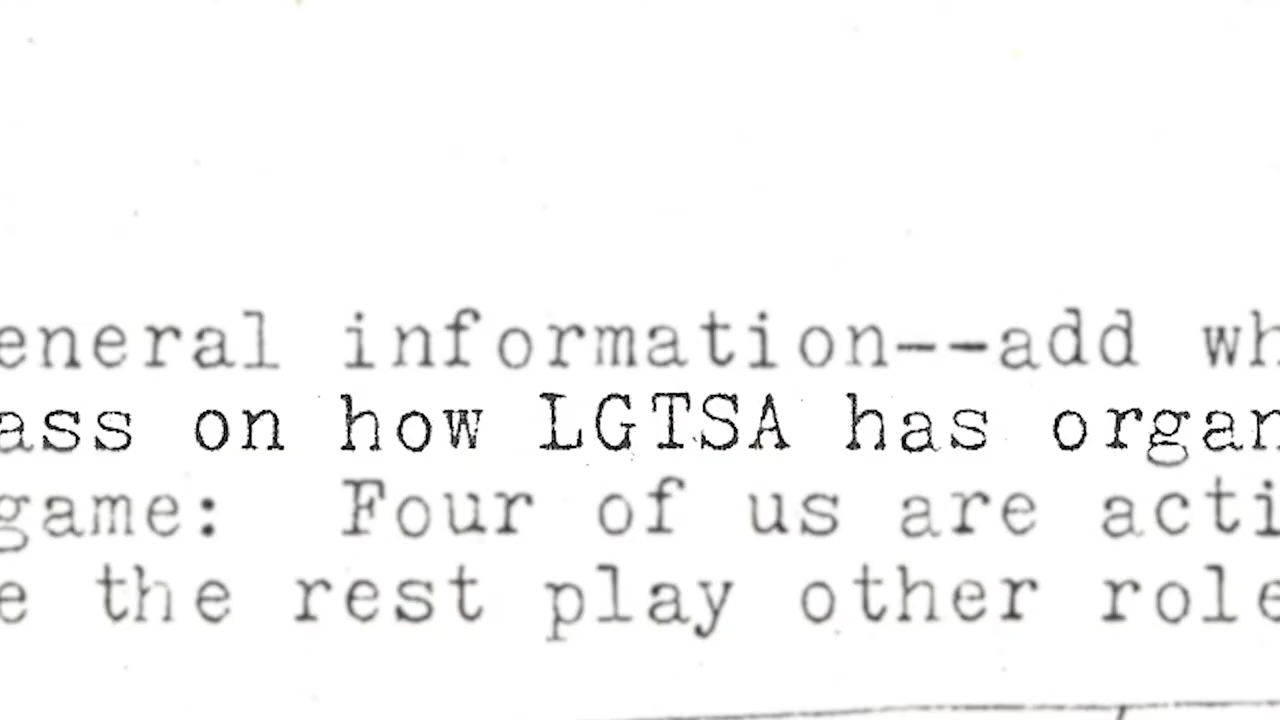 eneral information--add wh
ass on how LGTSA has organ
game: Four of us are acti
e the rest play other role